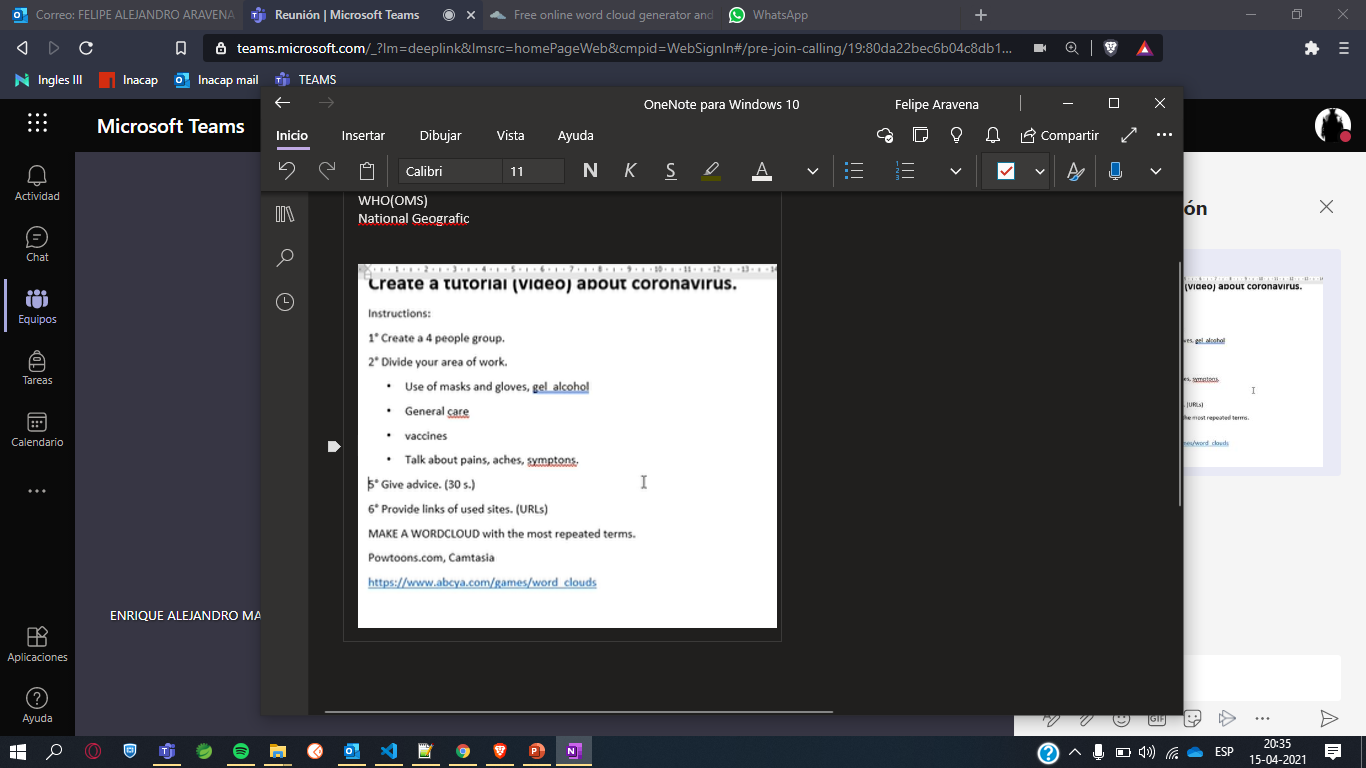 Correo: FELIPE ALEJANDRO ARAVENA
Reunión | Microsoft Teams
Free online word cloud generator and
WhatsApp
teams.microsoft.com/_?lm=deeplink&lmsrc=homePageWeb&cmpid=WebSignIn#/pre-join-calling/19:80da22bec6b04c8db1...
Ingles III
Inacap
Inacap mail
TEAMS
Microsoft Teams
OneNote para Windows 10
Felipe Aravena
Inicio
Insertar
Dibujar
Vista
Ayuda
Compartir
Calibri
11
N
K
S
A
Actividad
Chat
Equipos
Tareas
Calendario
Aplicaciones
Ayuda
ENRIQUE ALEJANDRO MA
WHO(OMS)
National Geografic
Create a tutorial (video) about coronavirus.
Instructions:
1° Create a 4 people group.
2° Divide your area of work.
• Use of masks and gloves, gel alcohol
• General care
• vaccines
• Talk about pains, aches, symptons.
5° Give advice. (30 s.)
6° Provide links of used sites. (URLs)
MAKE A WORDCLOUD with the most repeated terms.
Powtoons.com, Camtasia
https://www.abcya.com/games/word_clouds
ón
) about coronavirus.
ves, gel alcohol
es, symptons.
. (URLs)
he most repeated terms.
mes/word_clouds
GIF
ESP
20:35
15-04-2021